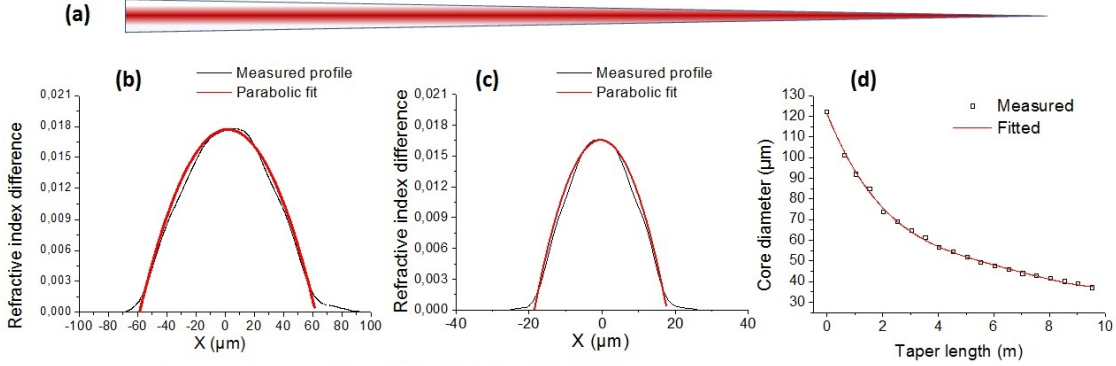 (a)
(b)
Measured profile
Parabolic fit
Refractive index difference
0,021
0,018
0,015
0,012
0,009
0,006
0,003
0,000
-100 -80 -60 -40 -20 0 20 40 60 80 100
X (µm)
(c)
Measured profile
Parabolic fit
Refractive index difference
0,021
0,018
0,015
0,012
0,009
0,006
0,003
0,000
-40 -20 0 20 40
X (µm)
(d)
Measured
Fitted
Core diameter (µm)
130
120
110
100
90
80
70
60
50
40
30
0 2 4 6 8 10
Taper length (m)